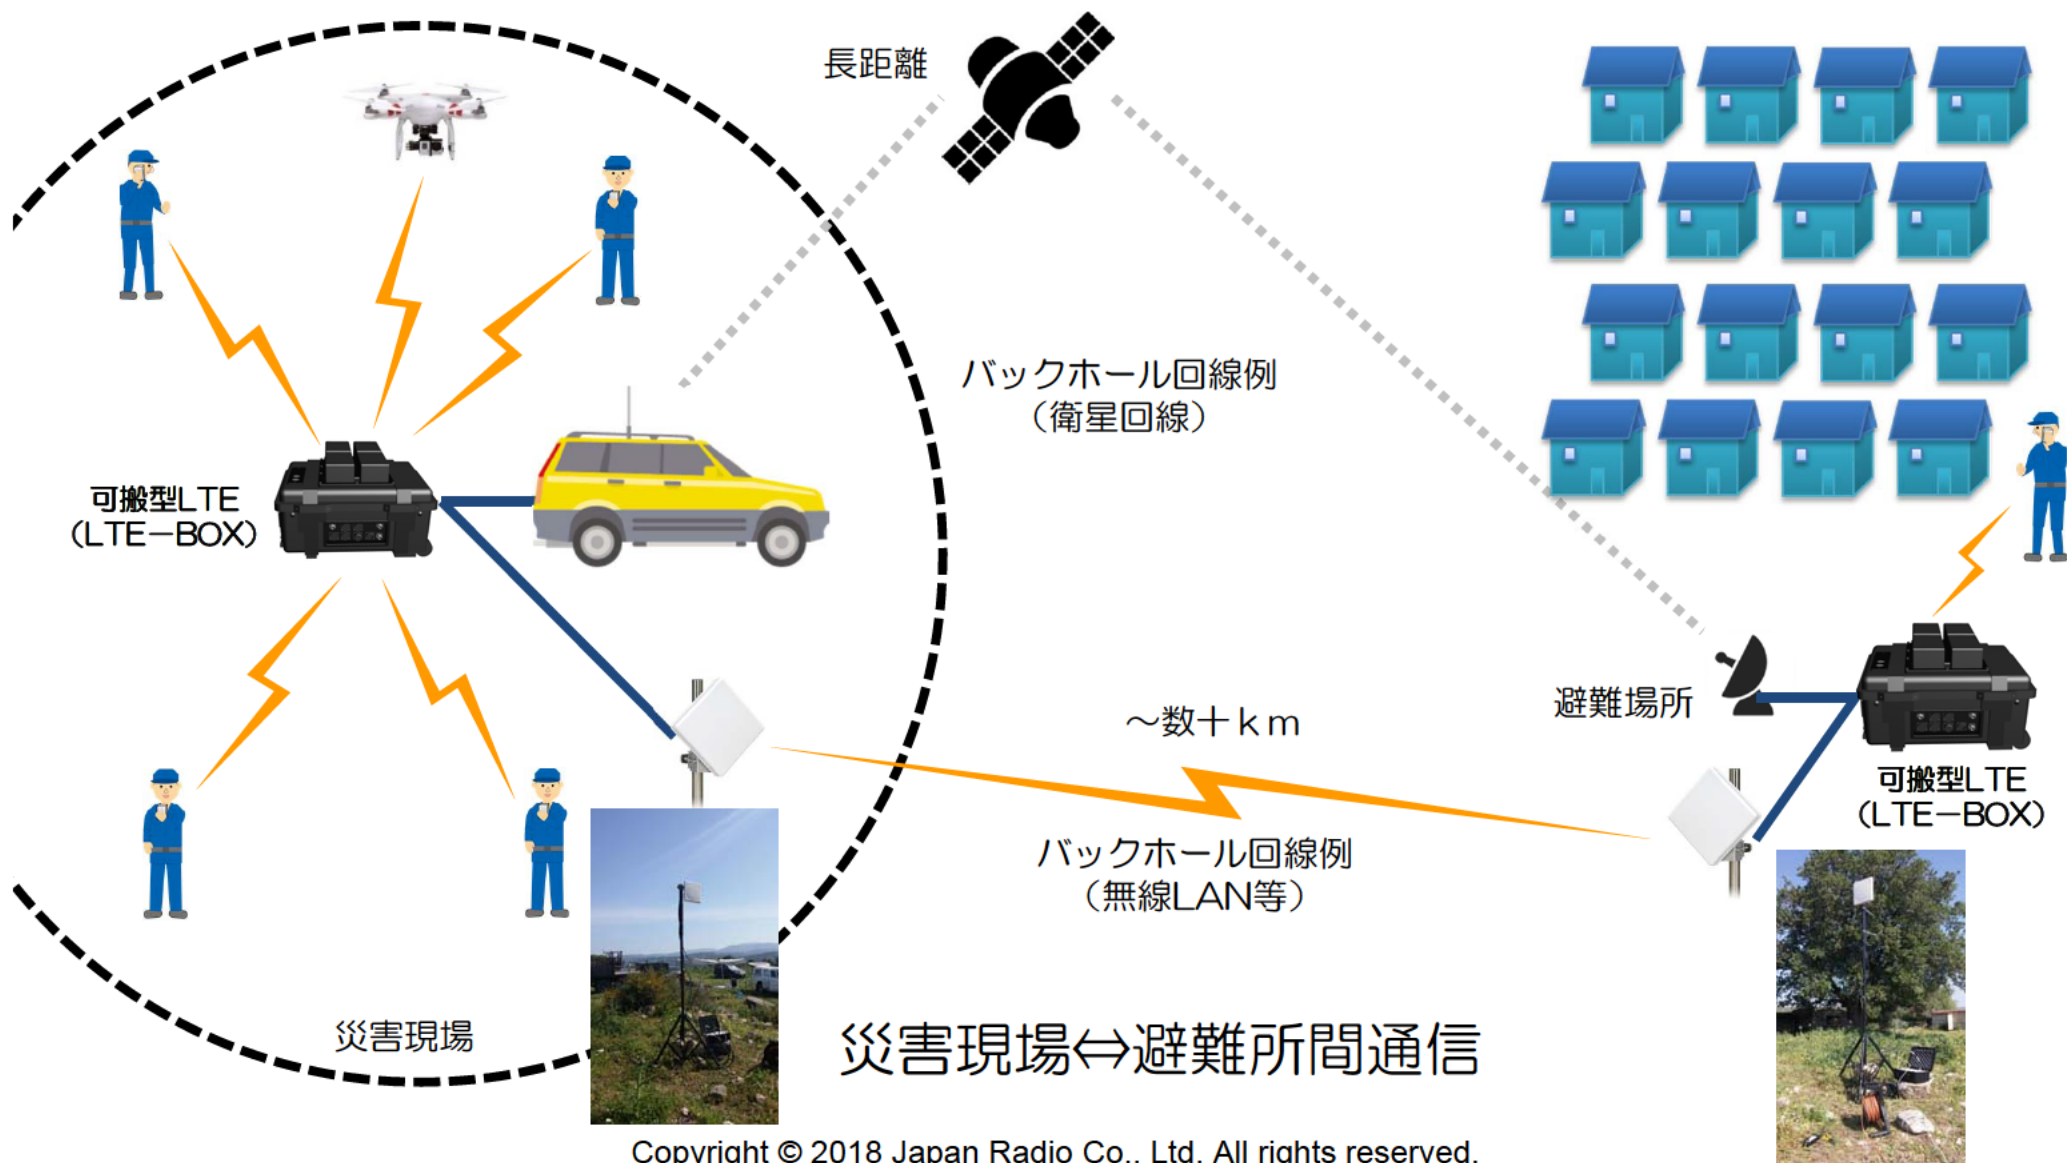 長距離
バックホール回線例
（衛星回線）
可搬型LTE
（LTE－BOX）
避難場所
～数十ｋｍ
可搬型LTE
（LTE－BOX）
バックホール回線例
（無線LAN等）
災害現場
災害現場⇔避難所間通信
Copyright © 2018 Japan Radio Co., Ltd. All rights reserved.